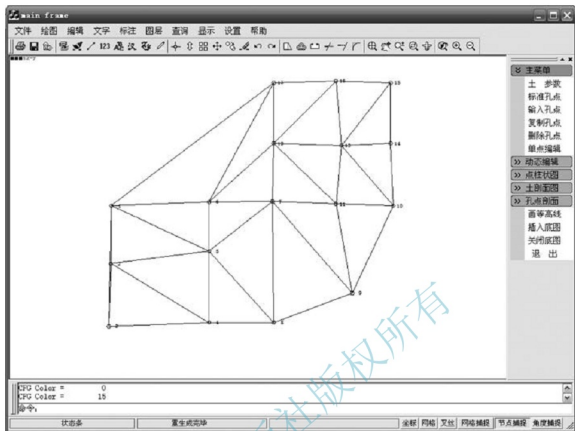 main frame
文件 绘图 编辑 文字 标注 图层 查询 显示 设置 帮助
123
主菜单
土 参数
标准孔点
输入孔点
复制孔点
删除孔点
单点编辑
动态编辑
点柱状图
土剖面图
孔点剖面
画等高线
插入底图
关闭底图
退 出
社版权所有
CFG Color = 0
CFG Color = 15
命令:
状态条 重生成完毕 坐标 网格 叉丝 网格捕捉 节点捕捉 角度捕捉